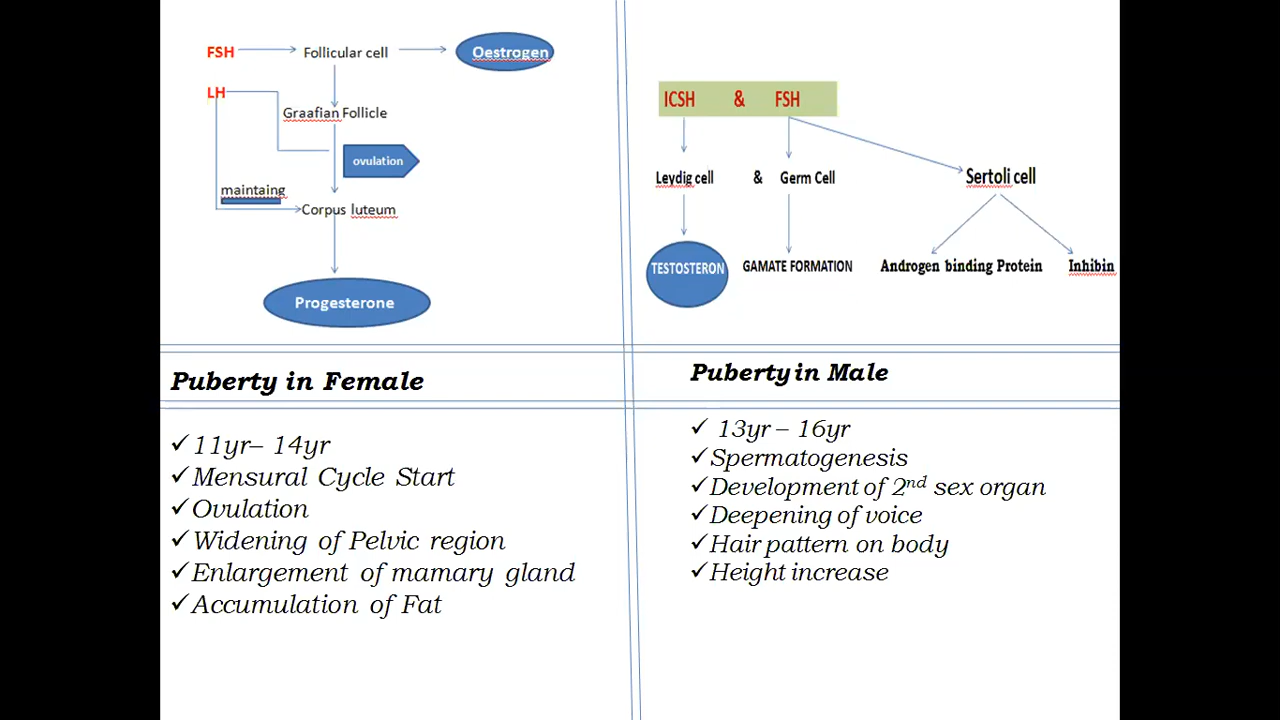 FSH Follicular cell Oestrogen
LH
Graafian Follicle
ovulation
maintaing
Corpus luteum
Progesterone
ICSH & FSH
Leydig cell & Germ Cell Sertoli cell
TESTOSTERON GAMATE FORMATION Androgen binding Protein Inhibin
Puberty in Female
✓ 11yr– 14yr
✓ Mensural Cycle Start
✓ Ovulation
✓ Widening of Pelvic region
✓ Enlargement of mamary gland
✓ Accumulation of Fat
Puberty in Male
✓ 13yr – 16yr
✓ Spermatogenesis
✓ Development of 2nd sex organ
✓ Deepening of voice
✓ Hair pattern on body
✓ Height increase